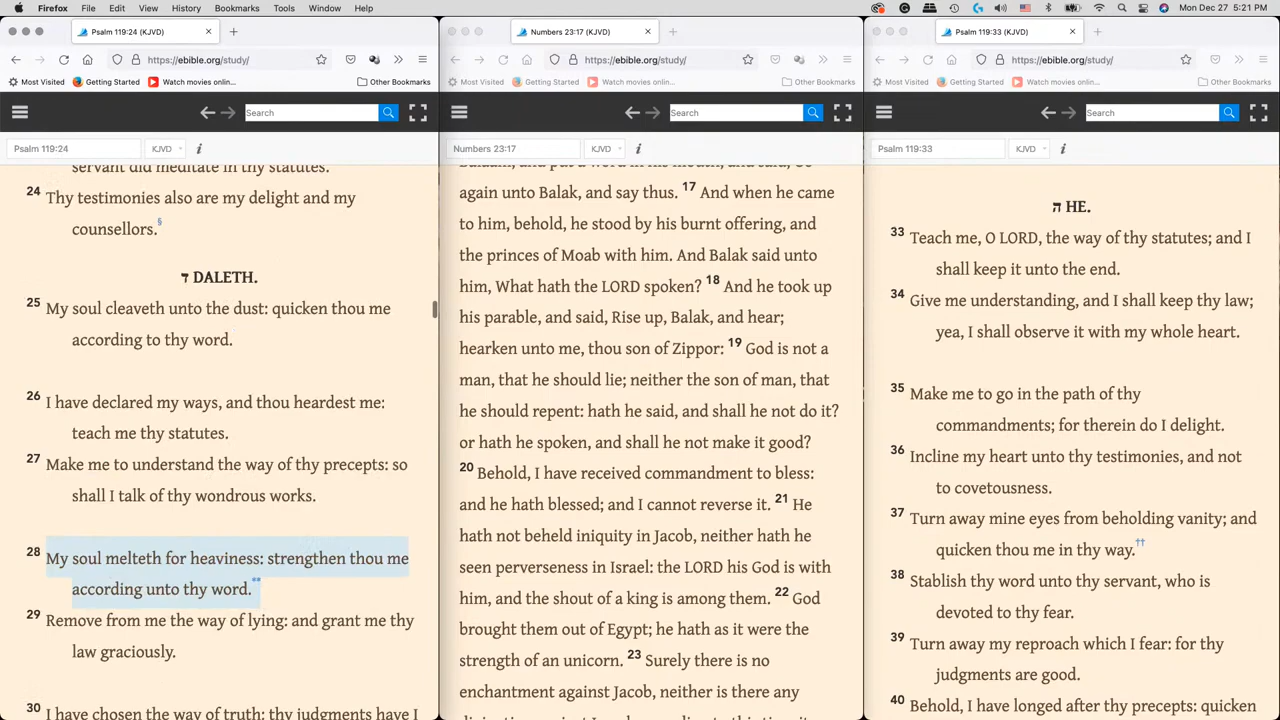 Firefox File Edit View History Bookmarks Tools Window Help Mon Dec 27 5:21 PM
Psalm 119:24 (KJVD)
https://ebible.org/study/
Most Visited Getting Started Watch movies onlin... Other Bookmarks
Search
Psalm 119:24 KJVD i
servant did meditate in thy statutes.
24 Thy testimonies also are my delight and my
counsellors.§
ד DALETH.
25 My soul cleaveth unto the dust: quicken thou me
according to thy word.
26 I have declared my ways, and thou heardest me:
teach me thy statutes.
27 Make me to understand the way of thy precepts: so
shall I talk of thy wondrous works.
28 My soul melteth for heaviness: strengthen thou me
according unto thy word.**
29 Remove from me the way of lying: and grant me thy
law graciously.
30 I have chosen the way of truth: thy judgments have I
Numbers 23:17 (KJVD)
https://ebible.org/study/
Most Visited Getting Started Watch movies onlin... Other Bookmarks
Search
Numbers 23:17 KJVD i
Balaam, and put a word in his mouth, and said, Go
again unto Balak, and say thus. 17 And when he came
to him, behold, he stood by his burnt offering, and
the princes of Moab with him. And Balak said unto
him, What hath the LORD spoken? 18 And he took up
his parable, and said, Rise up, Balak, and hear;
hearken unto me, thou son of Zippor: 19 God is not a
man, that he should lie; neither the son of man, that
he should repent: hath he said, and shall he not do it?
or hath he spoken, and shall he not make it good?
20 Behold, I have received commandment to bless:
and he hath blessed; and I cannot reverse it. 21 He
hath not beheld iniquity in Jacob, neither hath he
seen perverseness in Israel: the LORD his God is with
him, and the shout of a king is among them. 22 God
brought them out of Egypt; he hath as it were the
strength of an unicorn. 23 Surely there is no
enchantment against Jacob, neither is there any
Psalm 119:33 (KJVD)
https://ebible.org/study/
Most Visited Getting Started Watch movies onlin... Other Bookmarks
Search
Psalm 119:33 KJVD i
ה HE.
33 Teach me, O LORD, the way of thy statutes; and I
shall keep it unto the end.
34 Give me understanding, and I shall keep thy law;
yea, I shall observe it with my whole heart.
35 Make me to go in the path of thy
commandments; for therein do I delight.
36 Incline my heart unto thy testimonies, and not
to covetousness.
37 Turn away mine eyes from beholding vanity; and
quicken thou me in thy way.††
38 Stablish thy word unto thy servant, who is
devoted to thy fear.
39 Turn away my reproach which I fear: for thy
judgments are good.
40 Behold, I have longed after thy precepts: quicken